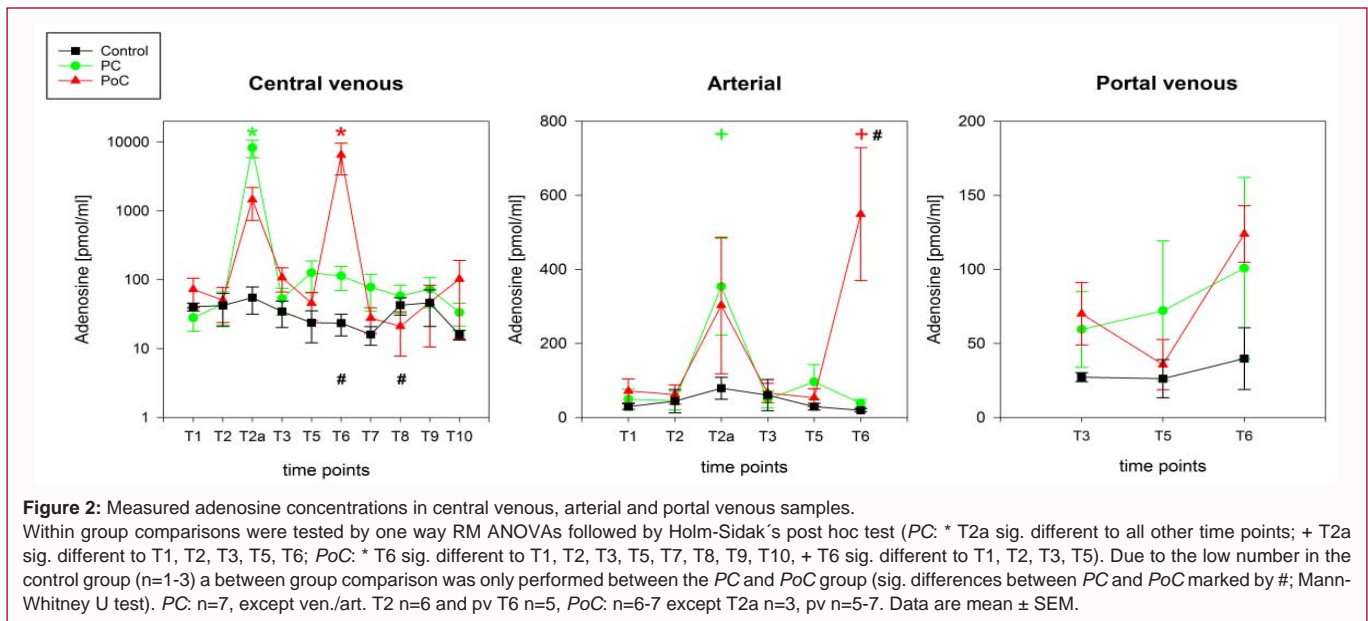 Control
PC
PoC
Central venous
Arterial
Portal venous
Adenosine [pmol/ml]
10000
1000
100
10
1
*
*
#
#
T1 T2 T2a T3 T5 T6 T7 T8 T9 T10
time points
Adenosine [pmol/ml]
800
600
400
200
0
+
+ #
T1 T2 T2a T3 T5 T6
time points
Adenosine [pmol/ml]
200
150
100
50
0
T3 T5 T6
time points
Figure 2: Measured adenosine concentrations in central venous, arterial and portal venous samples.
Within group comparisons were tested by one way RM ANOVAs followed by Holm-Sidak´s post hoc test (PC: * T2a sig. different to all other time points; + T2a
sig. different to T1, T2, T3, T5, T6; PoC: * T6 sig. different to T1, T2, T3, T5, T7, T8, T9, T10, + T6 sig. different to T1, T2, T3, T5). Due to the low number in the
control group (n=1-3) a between group comparison was only performed between the PC and PoC group (sig. differences between PC and PoC marked by #; Mann-
Whitney U test). PC: n=7, except ven./art. T2 n=6 and pv T6 n=5, PoC: n=6-7 except T2a n=3, pv n=5-7. Data are mean ± SEM.